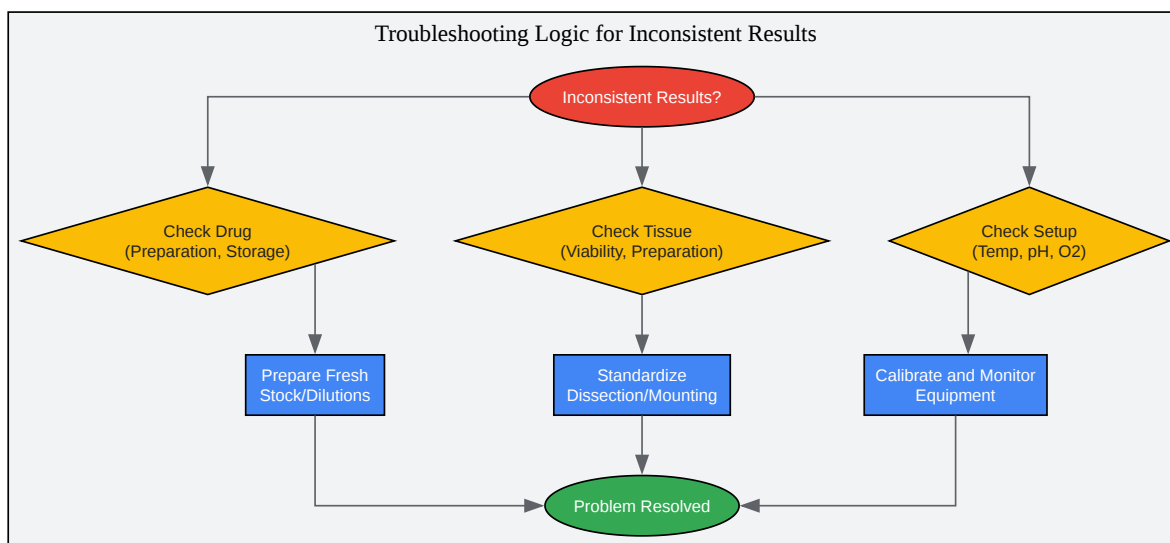 Troubleshooting Logic for Inconsistent Results
Inconsistent Results?
Check Drug
(Preparation, Storage)
Check Tissue
(Viability, Preparation)
Check Setup
(Temp, pH, O2)
Prepare Fresh
Stock/Dilutions
Standardize
Dissection/Mounting
Calibrate and Monitor
Equipment
Problem Resolved